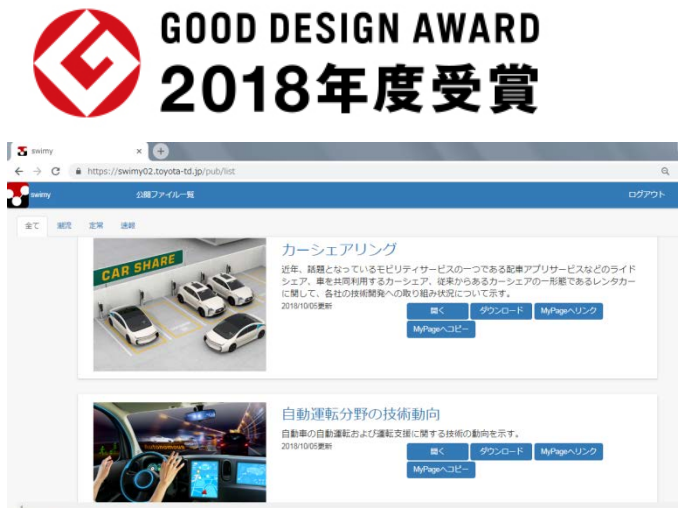 GOOD DESIGN AWARD
2018年度受賞
swimy
https://swimy02.toyota-td.jp/pub/list
swimy 公開ファイル一覧 ログアウト
全て 潮流 定常 速報
CAR SHARE
カーシェアリング
近年、話題となっているモビリティサービスの一つである配車アプリサービスなどのライド
シェア、車を共同利用するカーシェア、従来からあるカーシェアの一形態であるレンタカー
に関して、各社の技術開発への取り組み状況について示す。
2018/10/05更新
開く ダウンロード MyPageへリンク
MyPageへコピー
Autonomous
自動運転分野の技術動向
自動車の自動運転および運転支援に関する技術の動向を示す。
2018/10/05更新
開く ダウンロード MyPageへリンク
MyPageへコピー